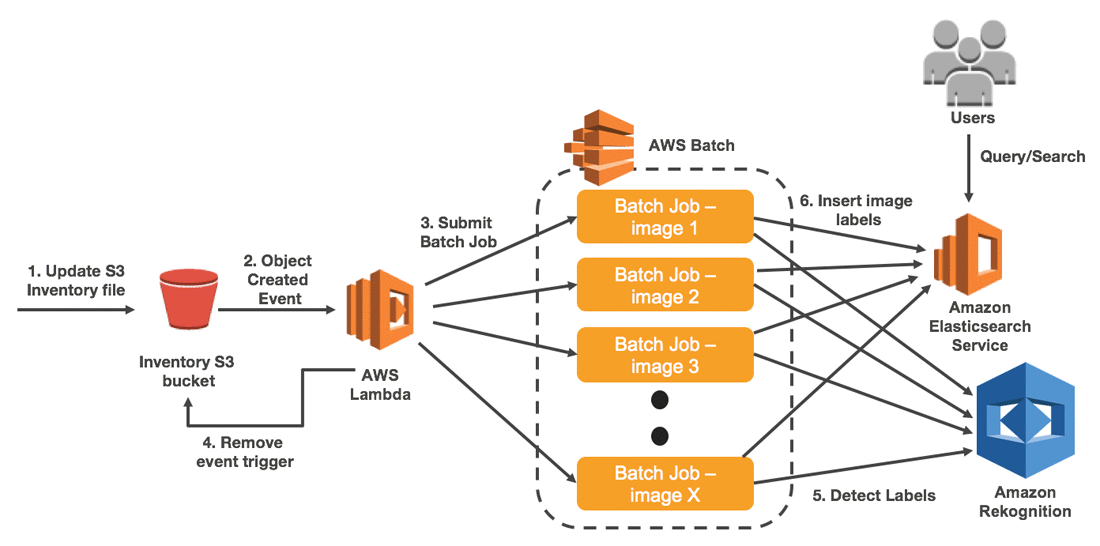 Users
Query/Search
AWS Batch
Batch Job –
image 1
6. Insert image
labels
3. Submit
Batch Job
1. Update S3
Inventory file
2. Object
Created
Event
Batch Job –
image 2
Amazon
Elasticsearch
Service
Batch Job –
image 3
Inventory S3
bucket
AWS
Lambda
4. Remove
event trigger
Batch Job –
image X
5. Detect Labels
Amazon
Rekognition